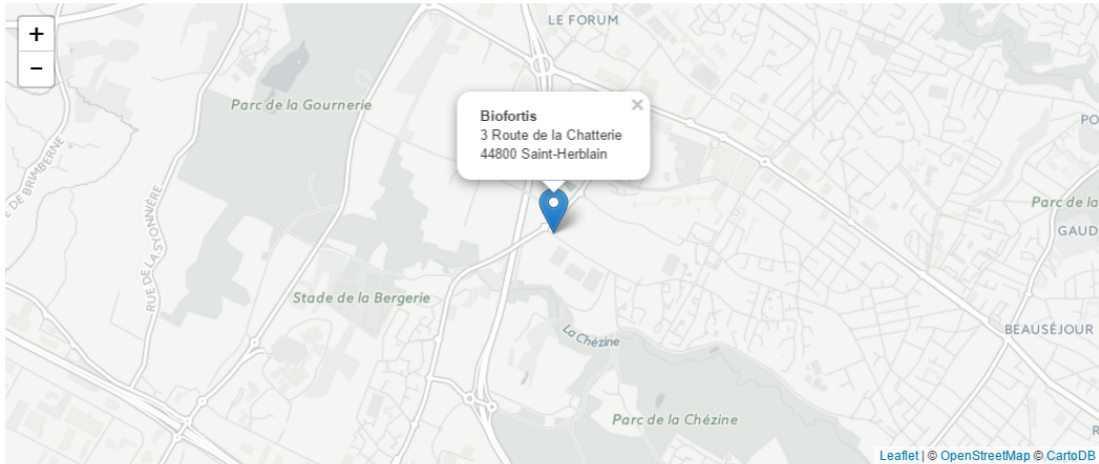 +
−
LE FORUM
Parc de la Gournerie
Biofortis
3 Route de la Chatterie
44800 Saint-Herblain
×
PO
E DE BRIMBERNE
RUE DE LA SYONNIÈRE
Parc de la
GAUD
Stade de la Bergerie
La Chézine
BEAUSÉJOUR
Parc de la Chézine
R
Leaflet | © OpenStreetMap © CartoDB